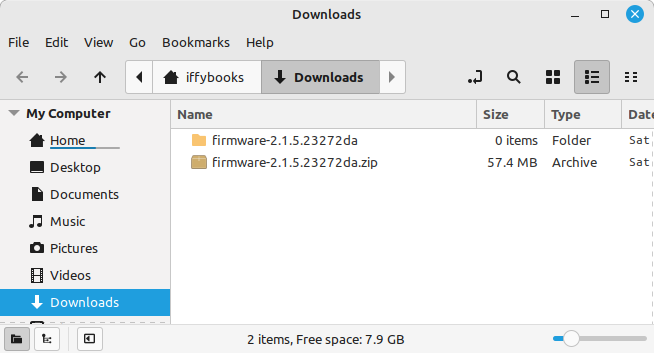 Downloads
File Edit View Go Bookmarks Help
iffybooks Downloads
My Computer
Home
Desktop
Documents
Music
Pictures
Videos
Downloads
Name Size Type Date
firmware-2.1.5.23272da 0 items Folder Sat
firmware-2.1.5.23272da.zip 57.4 MB Archive Sat
2 items, Free space: 7.9 GB